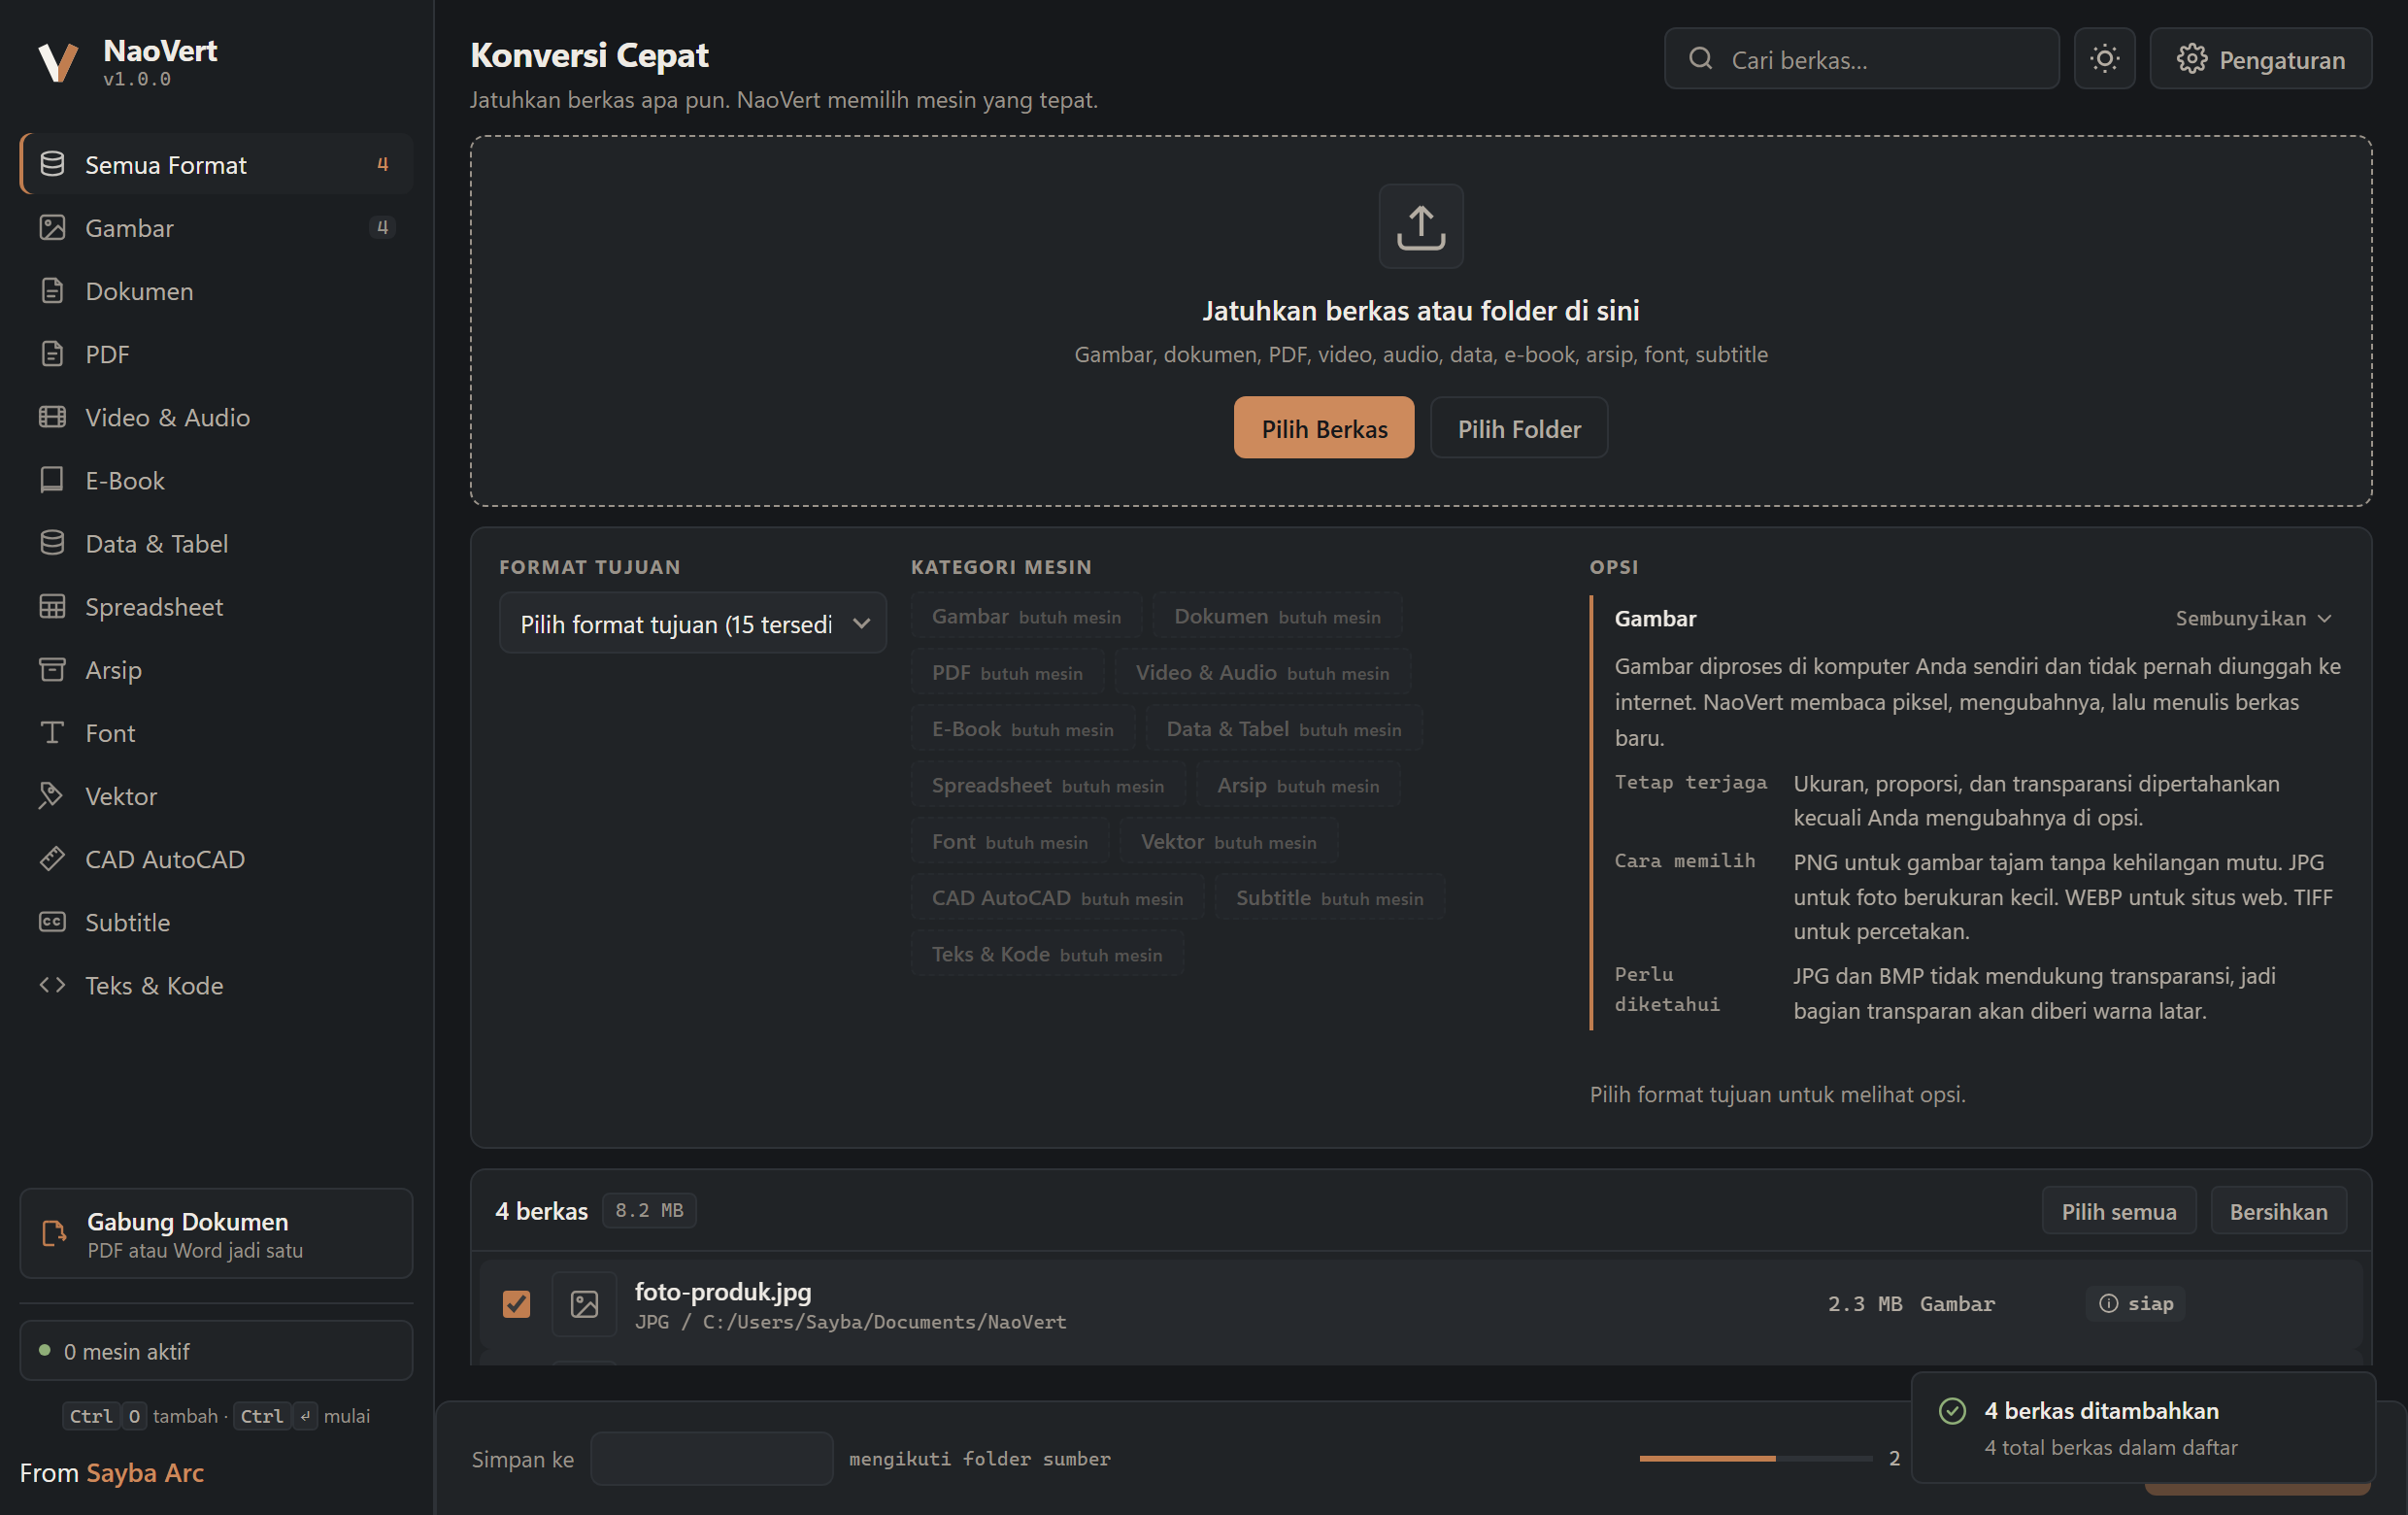 NaoVert
v1.0.0
Semua Format 4
Gambar 4
Dokumen
PDF
Video & Audio
E-Book
Data & Tabel
Spreadsheet
Arsip
Font
Vektor
CAD AutoCAD
Subtitle
Teks & Kode
Gabung Dokumen
PDF atau Word jadi satu
0 mesin aktif
Ctrl O tambah · Ctrl ↵ mulai
From Sayba Arc
Konversi Cepat
Jatuhkan berkas apa pun. NaoVert memilih mesin yang tepat.
Cari berkas...
Pengaturan
Jatuhkan berkas atau folder di sini
Gambar, dokumen, PDF, video, audio, data, e-book, arsip, font, subtitle
Pilih Berkas
Pilih Folder
FORMAT TUJUAN
Pilih format tujuan (15 tersedi
KATEGORI MESIN
Gambar butuh mesin
Dokumen butuh mesin
PDF butuh mesin
Video & Audio butuh mesin
E-Book butuh mesin
Data & Tabel butuh mesin
Spreadsheet butuh mesin
Arsip butuh mesin
Font butuh mesin
Vektor butuh mesin
CAD AutoCAD butuh mesin
Subtitle butuh mesin
Teks & Kode butuh mesin
OPSI
Gambar
Sembunyikan
Gambar diproses di komputer Anda sendiri dan tidak pernah diunggah ke
internet. NaoVert membaca piksel, mengubahnya, lalu menulis berkas
baru.
Tetap terjaga
Ukuran, proporsi, dan transparansi dipertahankan
kecuali Anda mengubahnya di opsi.
Cara memilih
PNG untuk gambar tajam tanpa kehilangan mutu. JPG
untuk foto berukuran kecil. WEBP untuk situs web. TIFF
untuk percetakan.
Perlu
diketahui
JPG dan BMP tidak mendukung transparansi, jadi
bagian transparan akan diberi warna latar.
Pilih format tujuan untuk melihat opsi.
4 berkas 8.2 MB
Pilih semua
Bersihkan
foto-produk.jpg
JPG / C:/Users/Sayba/Documents/NaoVert
2.3 MB Gambar
siap
Simpan ke
mengikuti folder sumber
2
4 berkas ditambahkan
4 total berkas dalam daftar